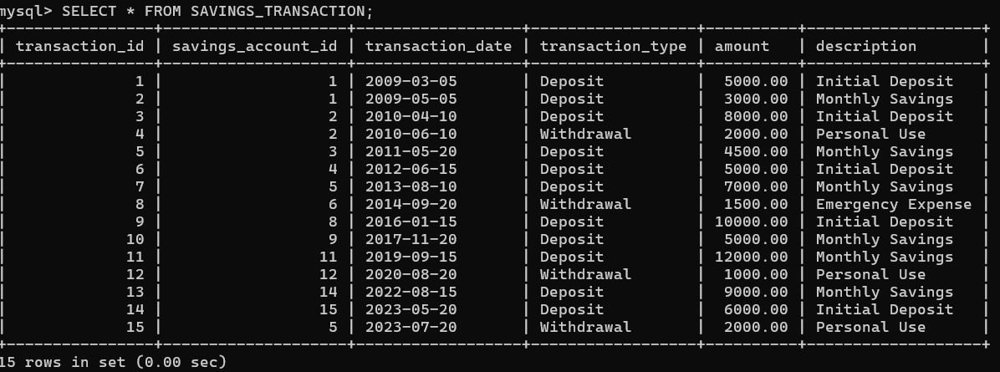 mysql> SELECT * FROM SAVINGS_TRANSACTION;
+----------------+--------------------+------------------+------------------+----------+-------------------+
| transaction_id | savings_account_id | transaction_date | transaction_type | amount   | description       |
+----------------+--------------------+------------------+------------------+----------+-------------------+
|              1 |                  1 | 2009-03-05       | Deposit          |  5000.00 | Initial Deposit   |
|              2 |                  1 | 2009-05-05       | Deposit          |  3000.00 | Monthly Savings   |
|              3 |                  2 | 2010-04-10       | Deposit          |  8000.00 | Initial Deposit   |
|              4 |                  2 | 2010-06-10       | Withdrawal       |  2000.00 | Personal Use      |
|              5 |                  3 | 2011-05-20       | Deposit          |  4500.00 | Monthly Savings   |
|              6 |                  4 | 2012-06-15       | Deposit          |  5000.00 | Initial Deposit   |
|              7 |                  5 | 2013-08-10       | Deposit          |  7000.00 | Monthly Savings   |
|              8 |                  6 | 2014-09-20       | Withdrawal       |  1500.00 | Emergency Expense |
|              9 |                  8 | 2016-01-15       | Deposit          | 10000.00 | Initial Deposit   |
|             10 |                  9 | 2017-11-20       | Deposit          |  5000.00 | Monthly Savings   |
|             11 |                 11 | 2019-09-15       | Deposit          | 12000.00 | Monthly Savings   |
|             12 |                 12 | 2020-08-20       | Withdrawal       |  1000.00 | Personal Use      |
|             13 |                 14 | 2022-08-15       | Deposit          |  9000.00 | Monthly Savings   |
|             14 |                 15 | 2023-05-20       | Deposit          |  6000.00 | Initial Deposit   |
|             15 |                  5 | 2023-07-20       | Withdrawal       |  2000.00 | Personal Use      |
+----------------+--------------------+------------------+------------------+----------+-------------------+
15 rows in set (0.00 sec)